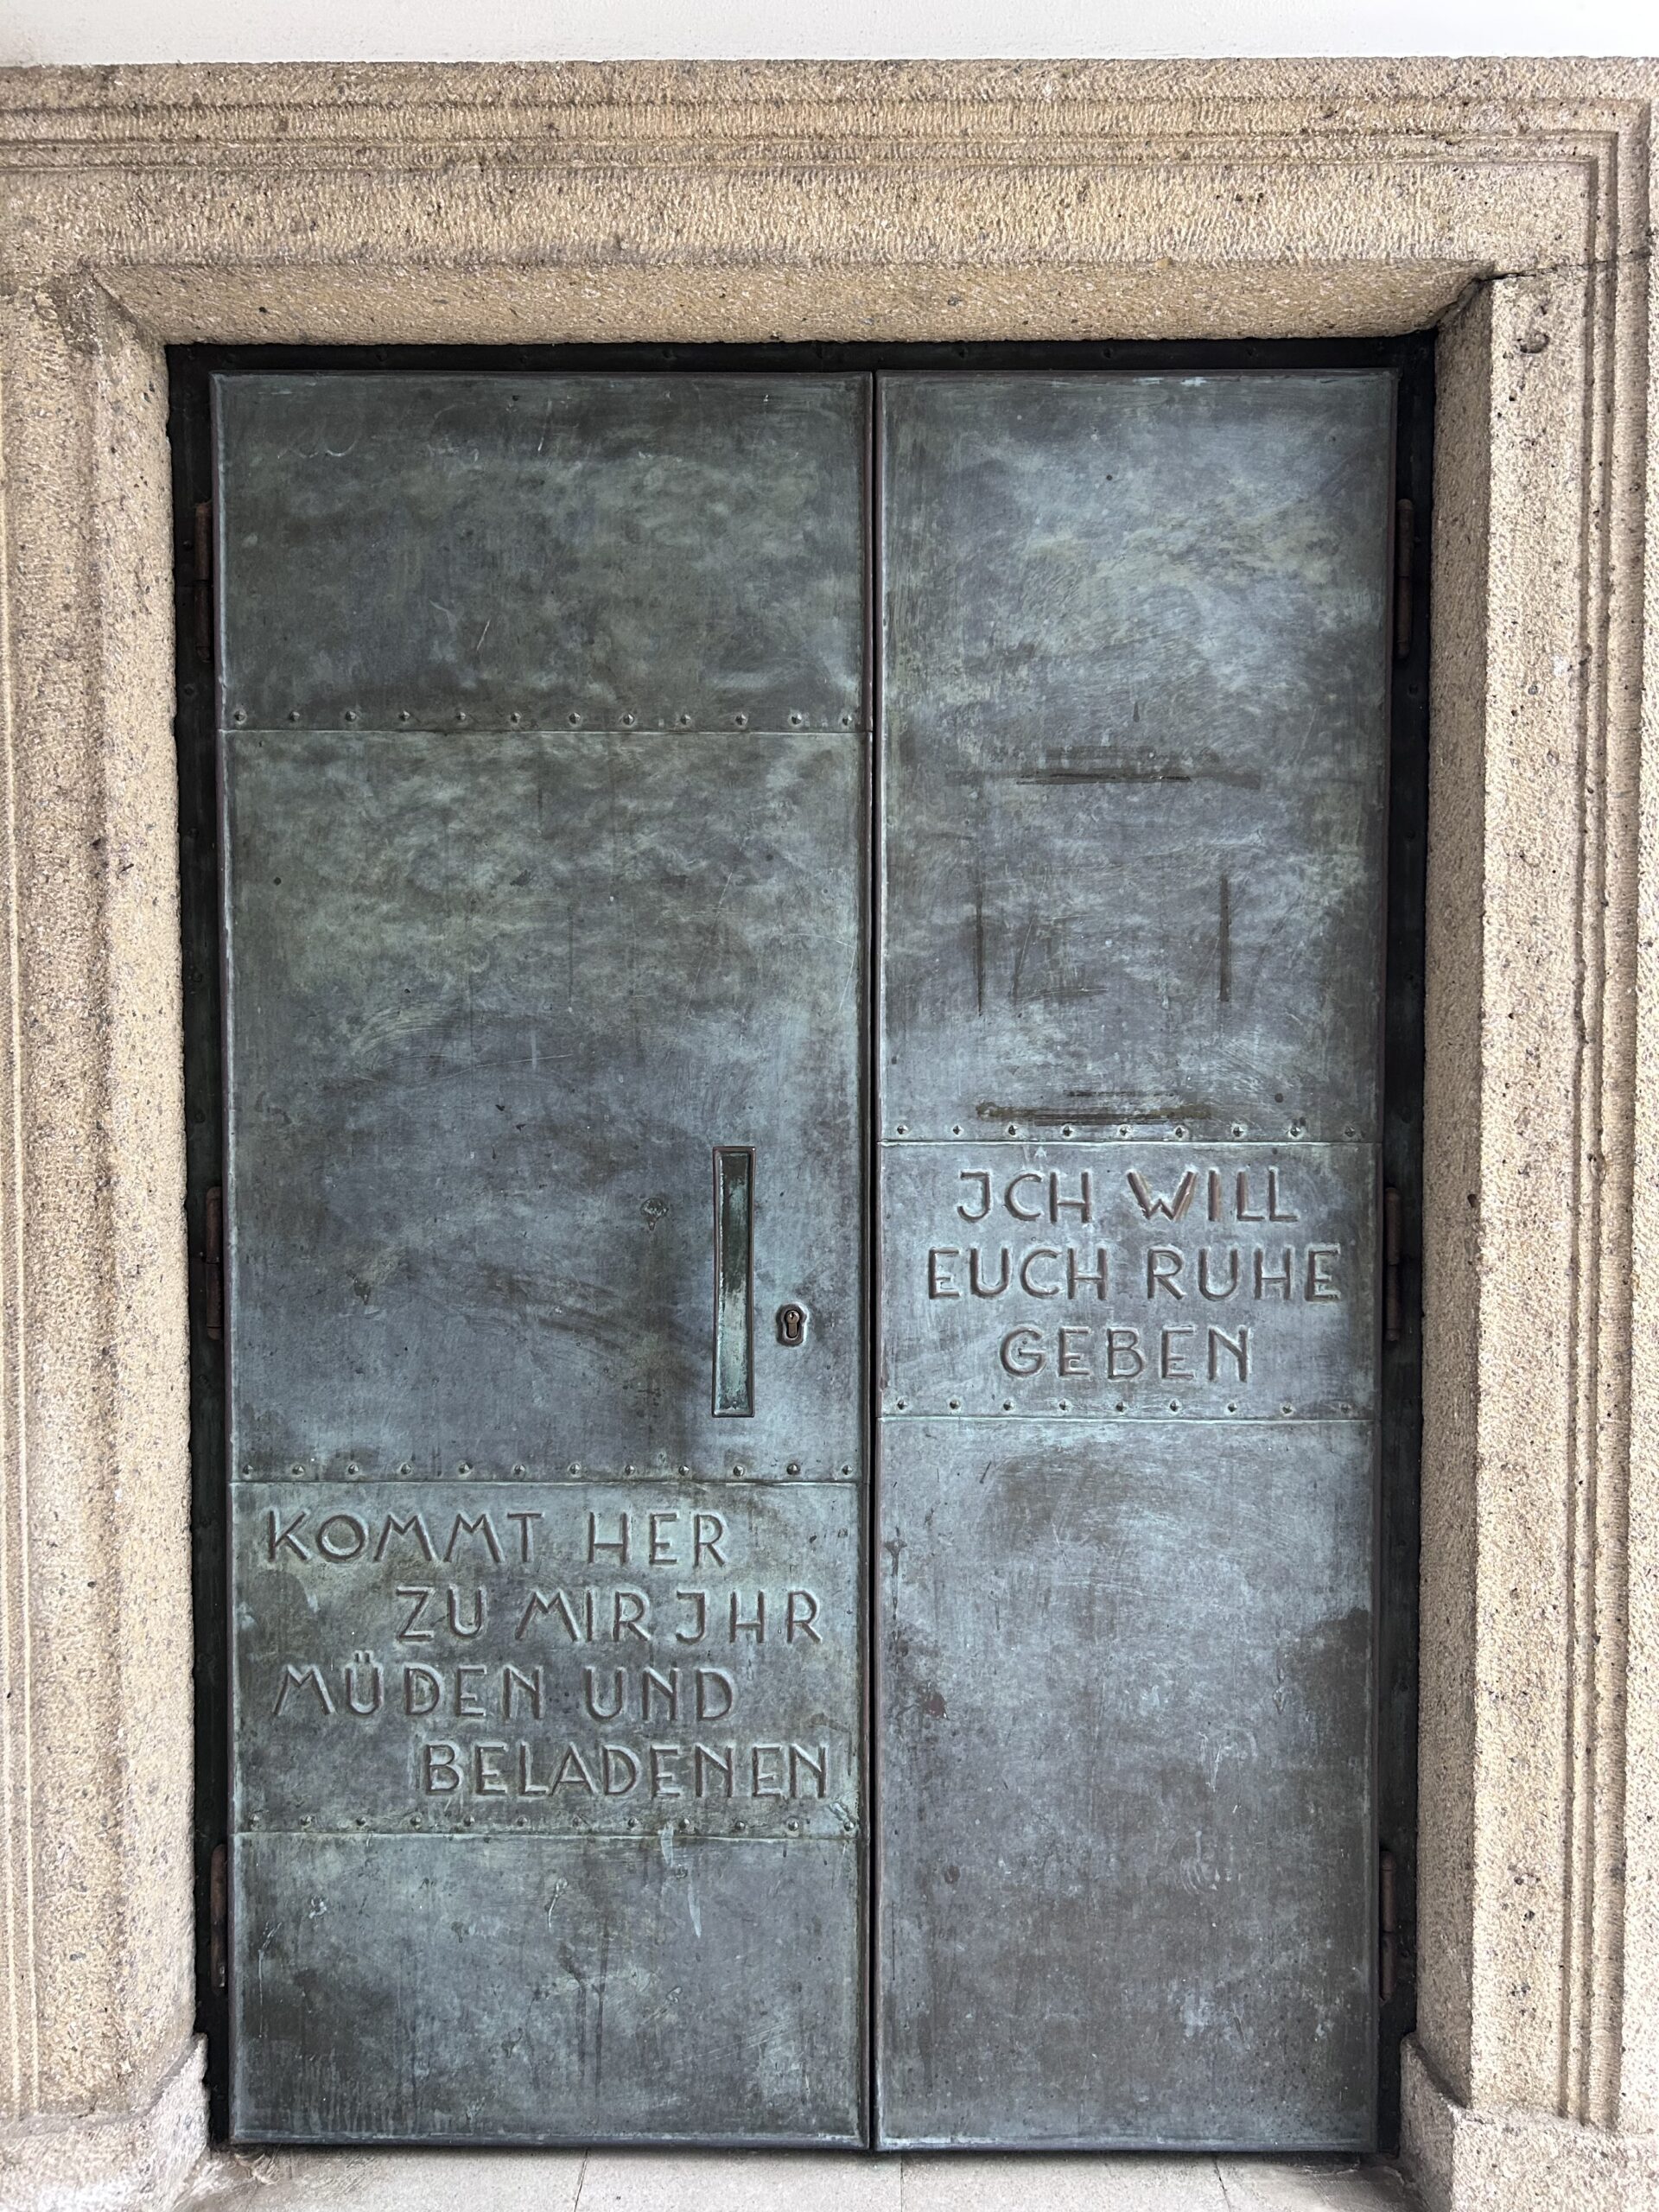 KOMMT HER
ZU MIR JHR
MÜDEN UND
BELADENEN
JCH WILL
EUCH RUHE
GEBEN